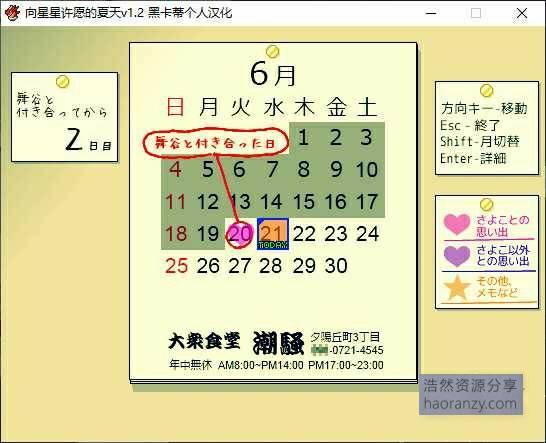 向星星许愿的夏天v1.2 黑卡蒂个人汉化
舞谷と
付き合ってから
2日目
6月
日 月 火 水 木 金 土
舞谷と付き合った日
1 2 3
4 5 6 7 8 9 10
11 12 13 14 15 16 17
18 19 20 21 22 23 24
TODAY
25 26 27 28 29 30
大衆食堂 潮騒
夕陽丘町3丁目
-0721-4545
年中無休 AM8:00~PM14:00 PM17:00~23:00
方向キー-移動
Esc - 終了
Shift-月切替
Enter-詳細
さよことの
思い出
さよこ以外
との思い出
その他、
メモなど
浩然资源分享
haoranzy.com